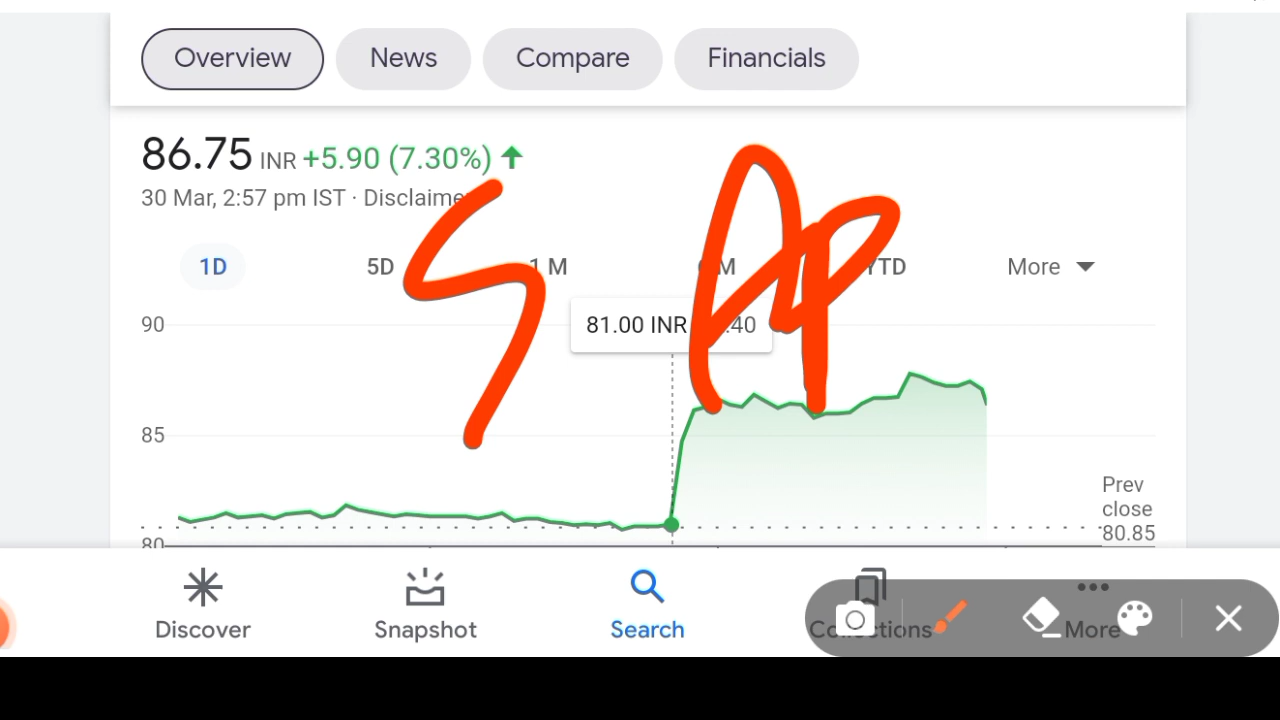 Overview News Compare Financials
86.75 INR +5.90 (7.30%)
30 Mar, 2:57 pm IST · Disclaime
1D 5D 1 M M YTD More
S AP
90
81.00 INR :40
85
Prev
close
80.85
80
Discover Snapshot Search Collections More